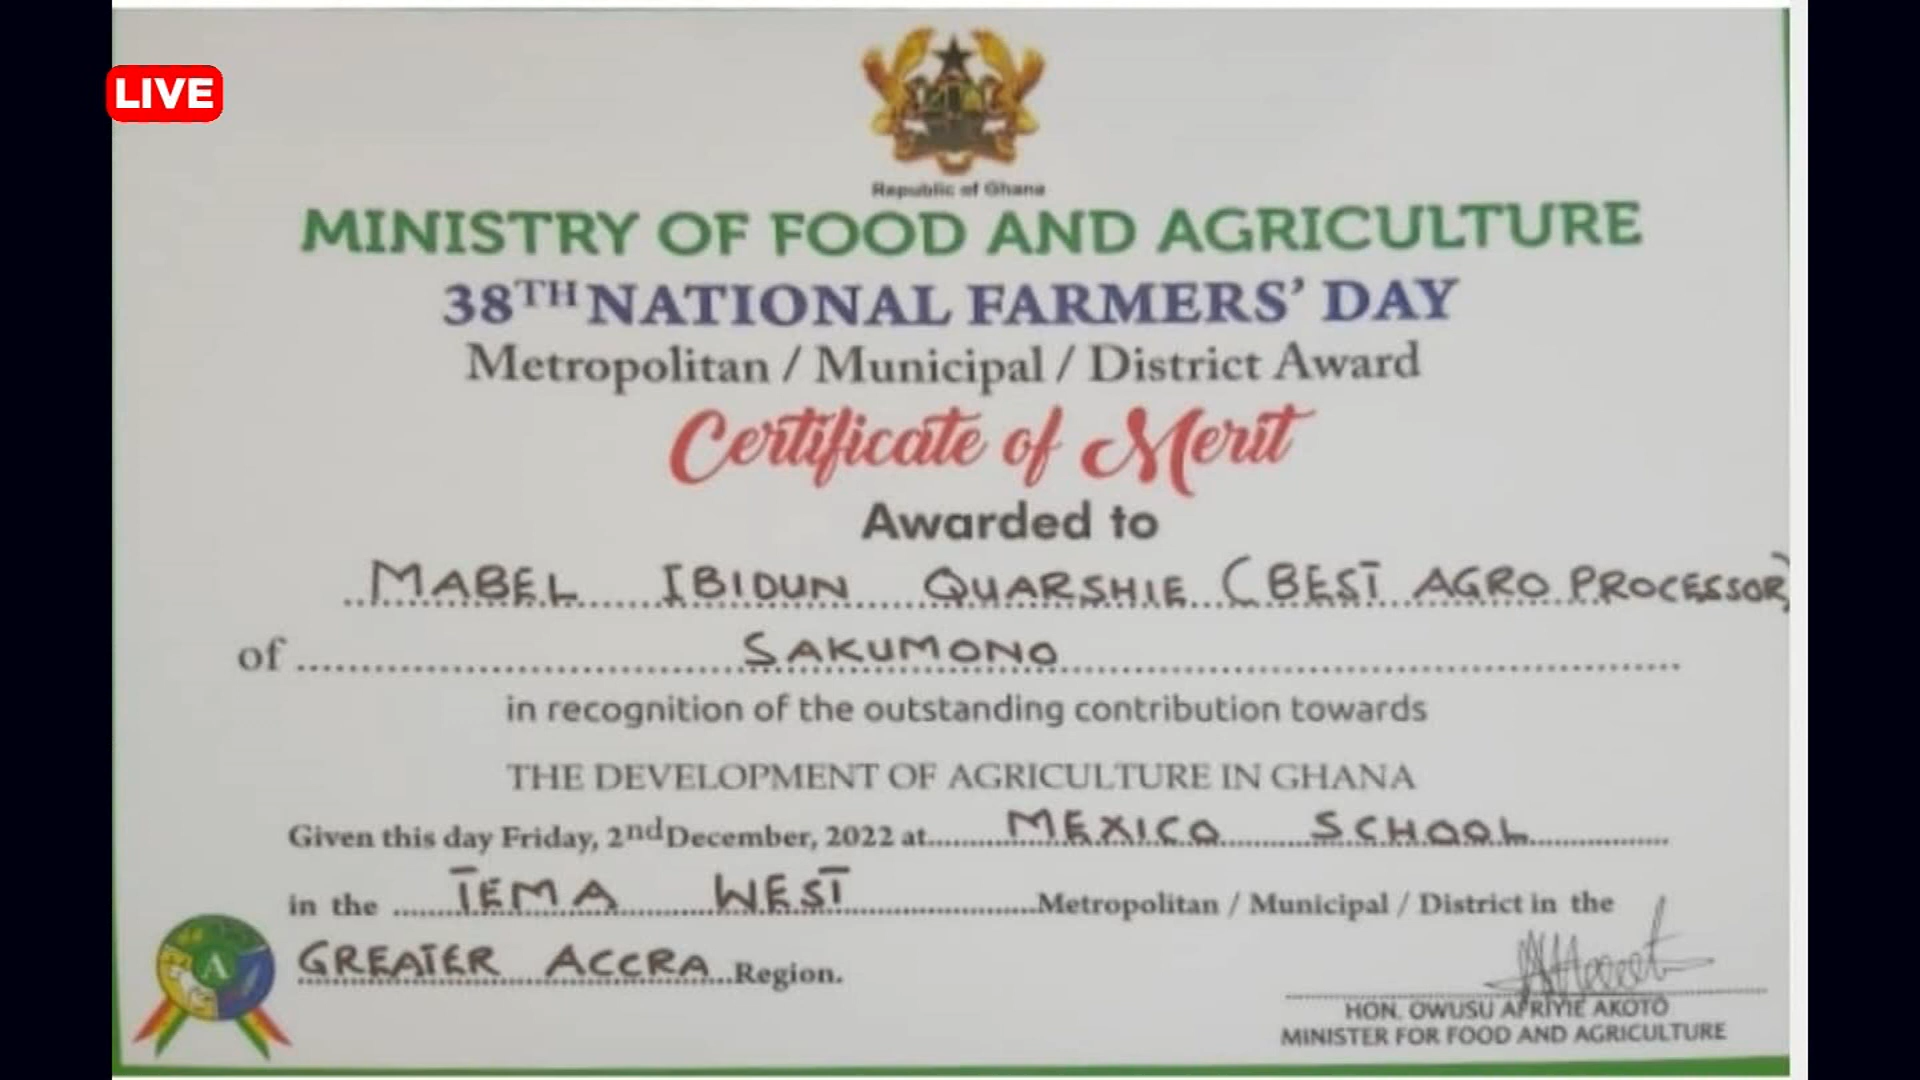 LIVE
Republic of Ghana
MINISTRY OF FOOD AND AGRICULTURE
38TH NATIONAL FARMERS' DAY
Metropolitan / Municipal / District Award
Certificate of Merit
Awarded to
MABEL IBIDUN QUARSHIE (BEST AGRO PROCESSOR)
of SAKUMONO
in recognition of the outstanding contribution towards
THE DEVELOPMENT OF AGRICULTURE IN GHANA
Given this day Friday, 2nd December, 2022 at MEXICO SCHOOL
in the TEMA WEST Metropolitan / Municipal / District in the
GREATER ACCRA Region.
HON. OWUSU AFRIYIE AKOTO
MINISTER FOR FOOD AND AGRICULTURE